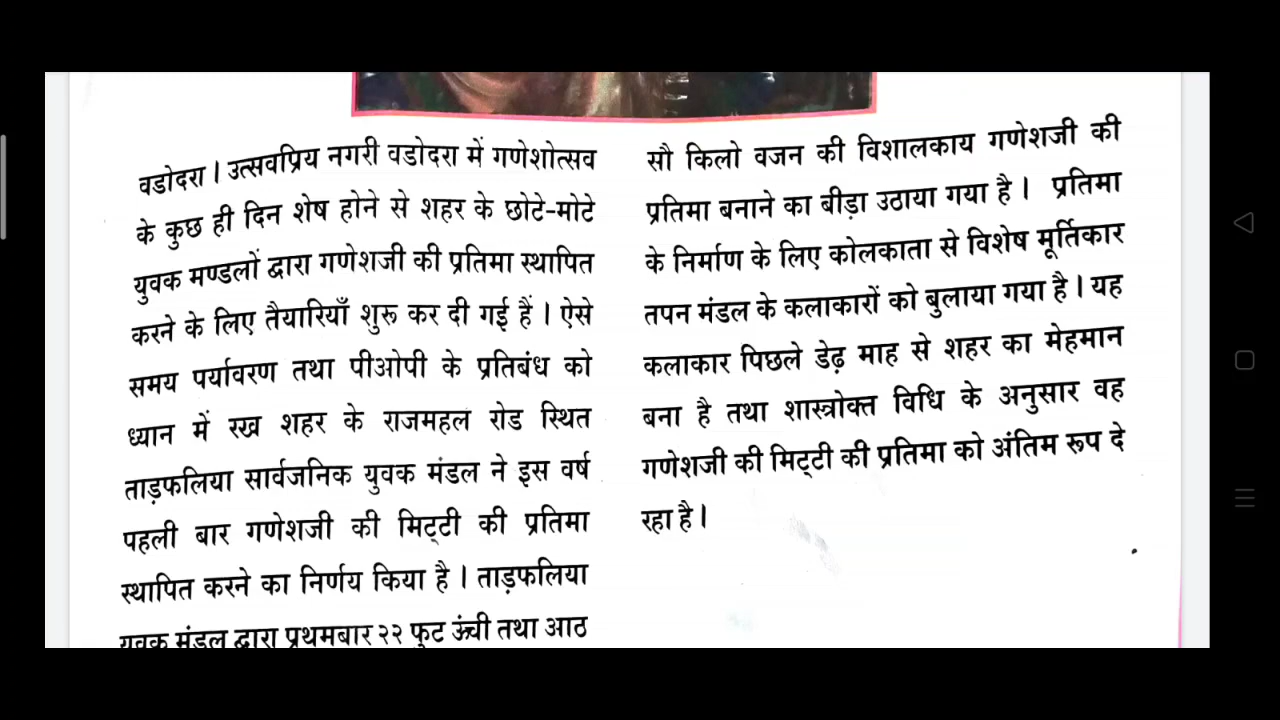 वडोदरा। उत्सवप्रिय नगरी वडोदरा में गणेशोत्सव
के कुछ ही दिन शेष होने से शहर के छोटे-मोटे
युवक मण्डलों द्वारा गणेशजी की प्रतिमा स्थापित
करने के लिए तैयारियाँ शुरू कर दी गई हैं । ऐसे
समय पर्यावरण तथा पीओपी के प्रतिबंध को
ध्यान में रख शहर के राजमहल रोड स्थित
ताड़फलिया सार्वजनिक युवक मंडल ने इस वर्ष
पहली बार गणेशजी की मिट्टी की प्रतिमा
स्थापित करने का निर्णय किया है । ताड़फलिया
युवक मंडल द्वारा प्रथमबार २२ फुट ऊंची तथा आठ
सौ किलो वजन की विशालकाय गणेशजी की
प्रतिमा बनाने का बीड़ा उठाया गया है । प्रतिमा
के निर्माण के लिए कोलकाता से विशेष मूर्तिकार
तपन मंडल के कलाकारों को बुलाया गया है । यह
कलाकार पिछले डेढ़ माह से शहर का मेहमान
बना है तथा शास्त्रोक्त विधि के अनुसार वह
गणेशजी की मिट्टी की प्रतिमा को अंतिम रूप दे
रहा है ।